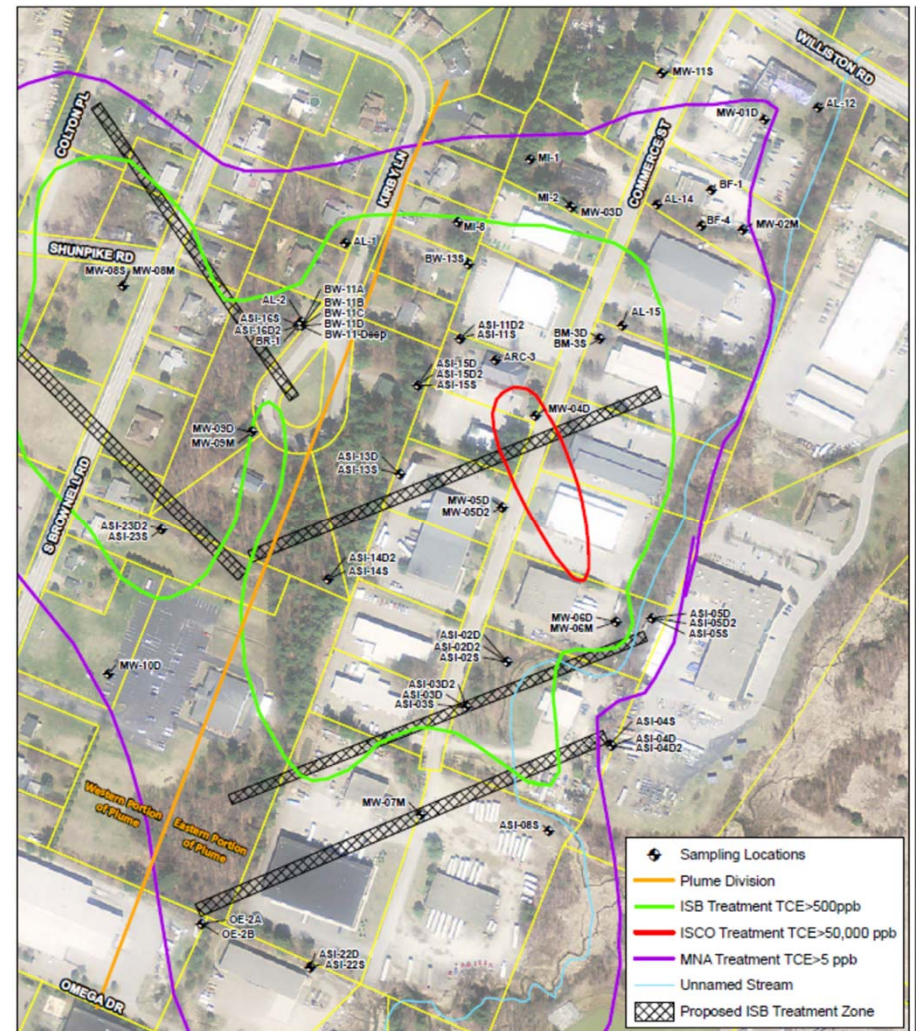 WILLISTON RD
MW-11S
AL-12
MW-01D
COLTON PL
KIRBY LN
COMMERCE ST
MI-1
BF-1
MI-2
MW-03D
AL-14
BF-4
MW-02M
MI-6
AL-1
SHUNPIKE RD
BW-13S
MW-08S MW-08M
AL-2
BW-11A
BW-11B
ASI-16S
BW-11C
ASI-16D2
BW-11D
BR-1
BW-11-Deep
AL-15
ASI-11D2
ASI-11S
BM-3D
BM-3S
ARC-3
ASI-15D
ASI-15D2
ASI-15S
MW-04D
MW-09D
MW-09M
ASI-13D
ASI-13S
S BROWNELL RD
MW-05D
MW-05D2
ASI-23D2
ASI-23S
ASI-14D2
ASI-14S
ASI-05D
ASI-05D2
ASI-05S
MW-06D
MW-06M
ASI-02D
ASI-02D2
ASI-02S
MW-10D
ASI-03D2
ASI-03D
ASI-03S
ASI-04S
ASI-04D
ASI-04D2
Western Portion
of Plume
Eastern Portion
of Plume
MW-07M
ASI-08S
OE-2A
OE-2B
ASI-22D
ASI-22S
OMEGA DR
Sampling Locations
Plume Division
ISB Treatment TCE>500ppb
ISCO Treatment TCE>50,000 ppb
MNA Treatment TCE>5 ppb
Unnamed Stream
Proposed ISB Treatment Zone